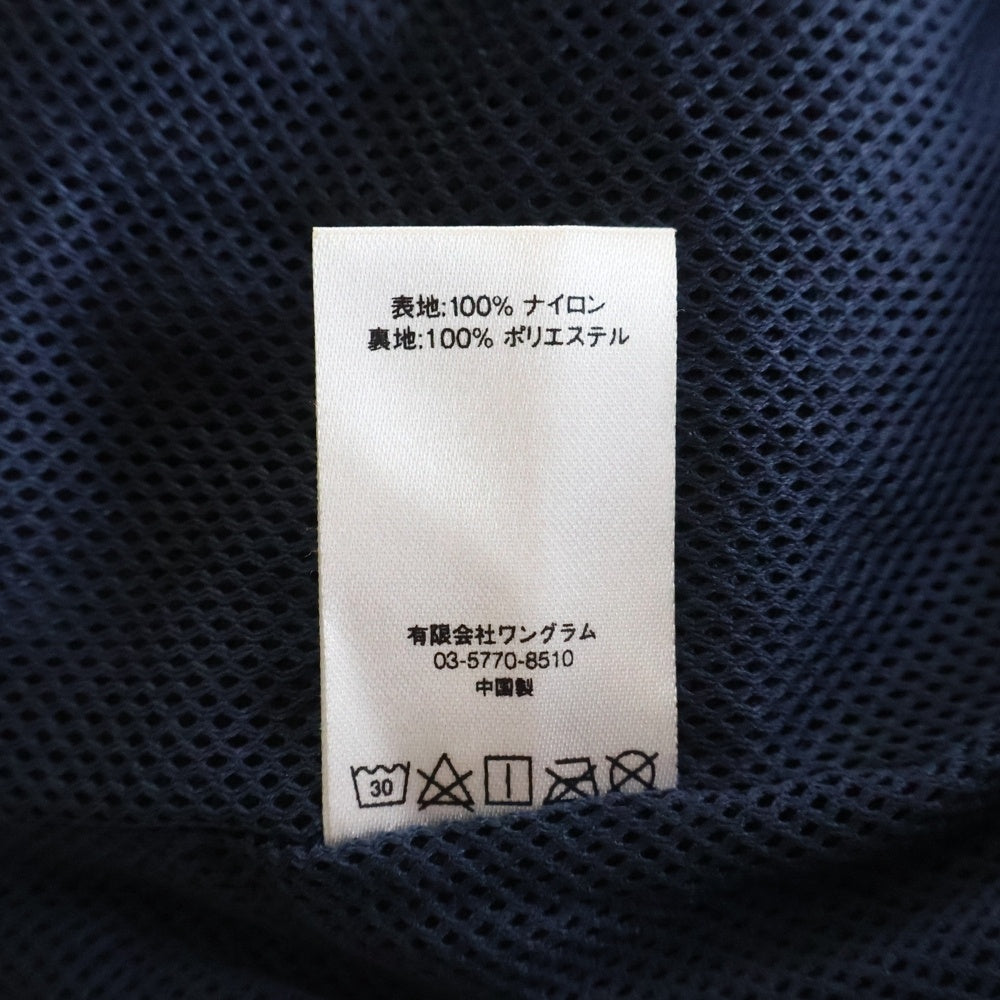 表地:100% ナイロン
裏地:100% ポリエステル
有限会社ワングラム
03-5770-8510
中国製
30